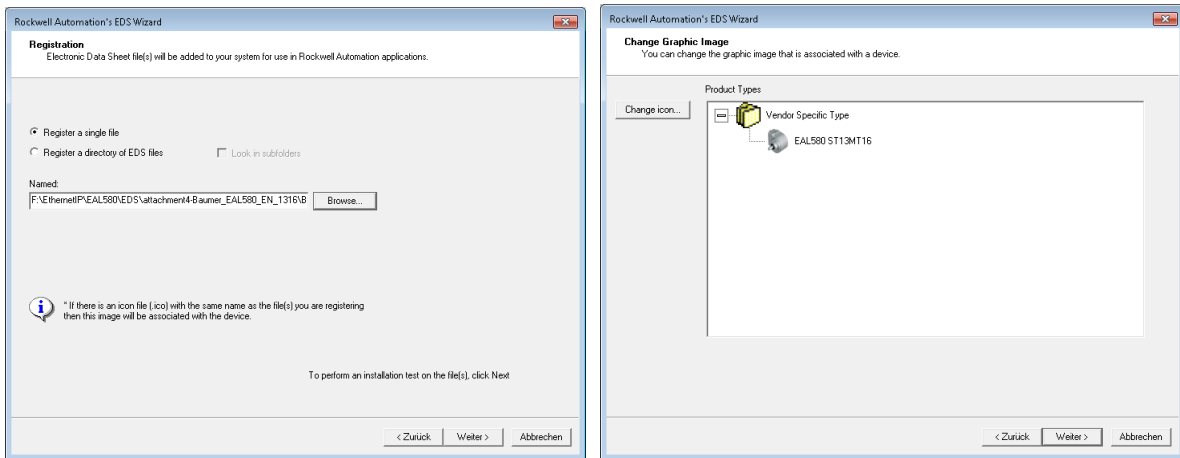 Rockwell Automation's EDS Wizard
Registration
Electronic Data Sheet file(s) will be added to your system for use in Rockwell Automation applications.
Register a single file
Register a directory of EDS files
Look in subfolders
Named:
F:\EthernetIP\EAL580\EDS\attachment4-Baumer_EAL580_EN_1316\B
Browse...
* If there is an icon file (.ico) with the same name as the file(s) you are registering
then this image will be associated with the device.
To perform an installation test on the file(s), click Next
< Zurück
Weiter >
Abbrechen
Rockwell Automation's EDS Wizard
Change Graphic Image
You can change the graphic image that is associated with a device.
Product Types
Change icon...
Vendor Specific Type
EAL580 ST13MT16
< Zurück
Weiter >
Abbrechen